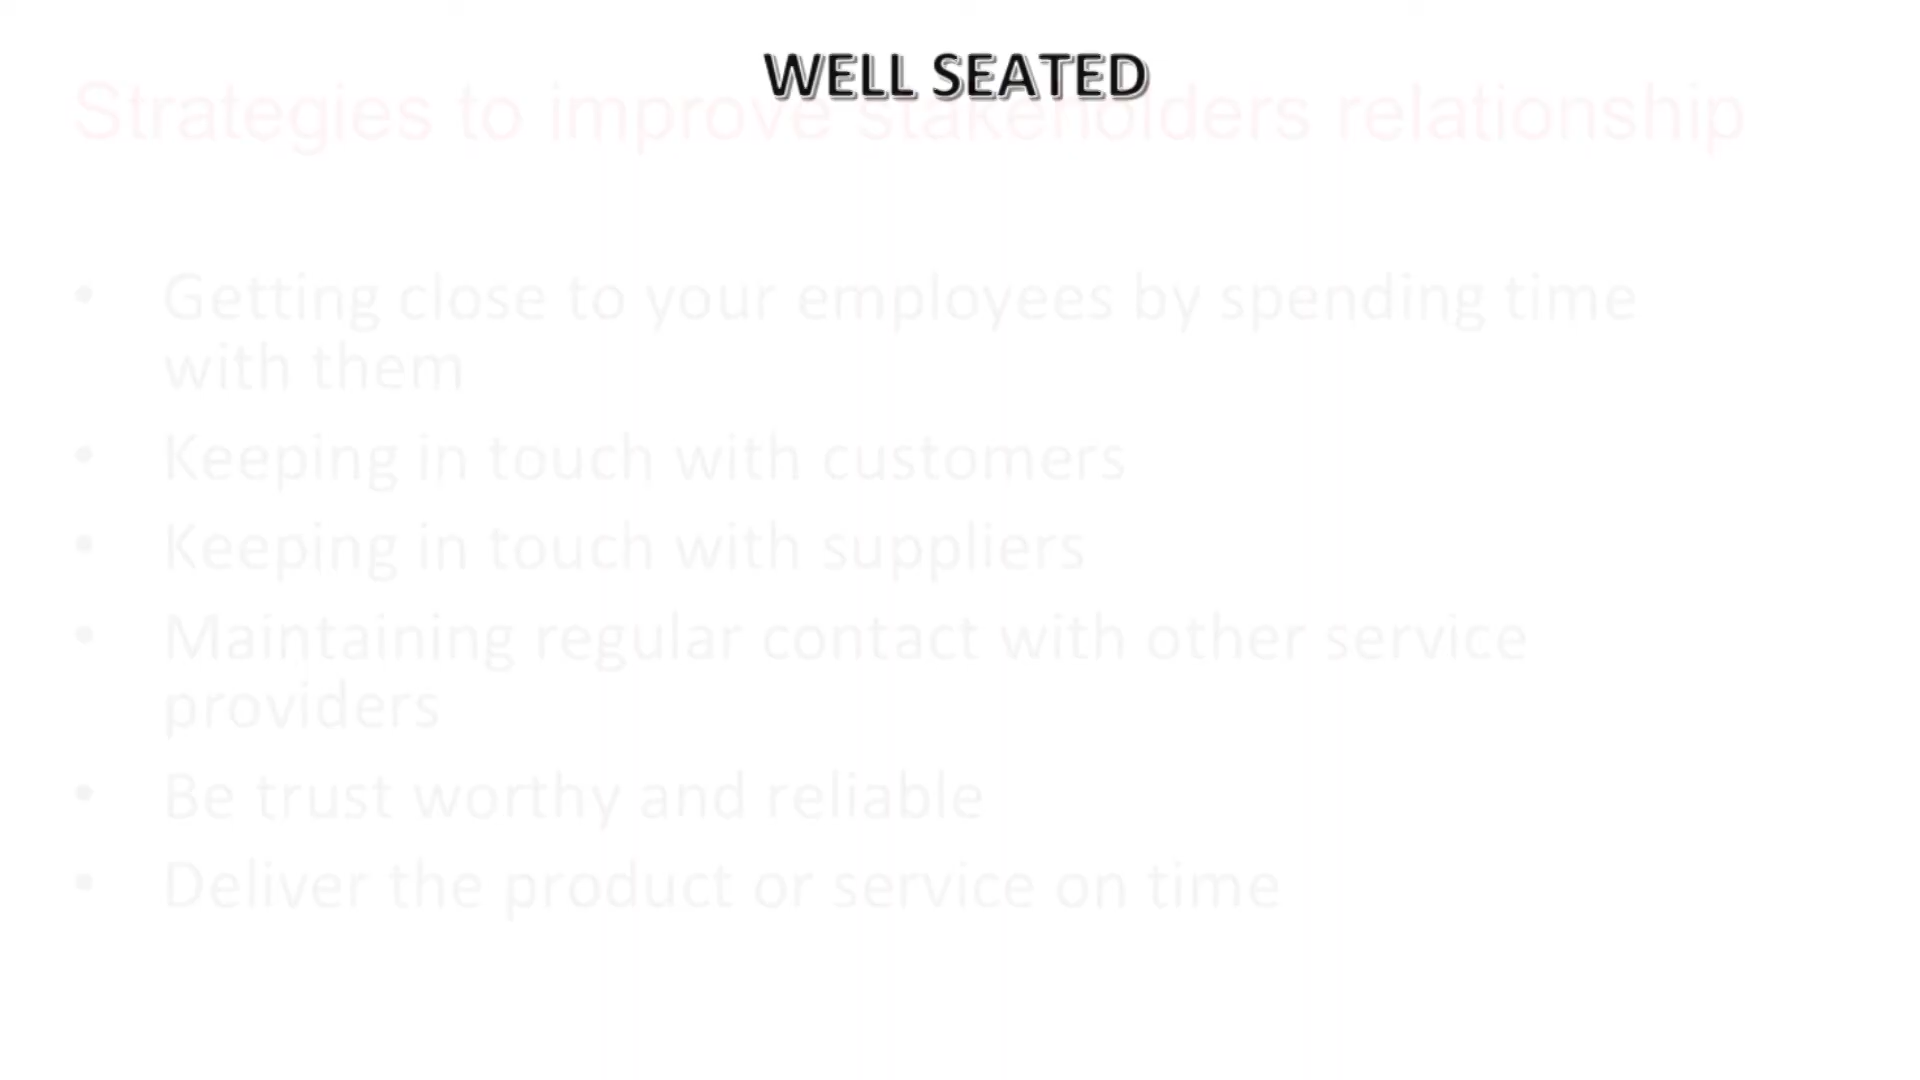 WELL SEATED
Strategies to improve stakeholders relationship
• Getting close to your employees by spending time
with them
• Keeping in touch with customers
• Keeping in touch with suppliers
• Maintaining regular contact with other service
providers
• Be trust worthy and reliable
• Deliver the product or service on time